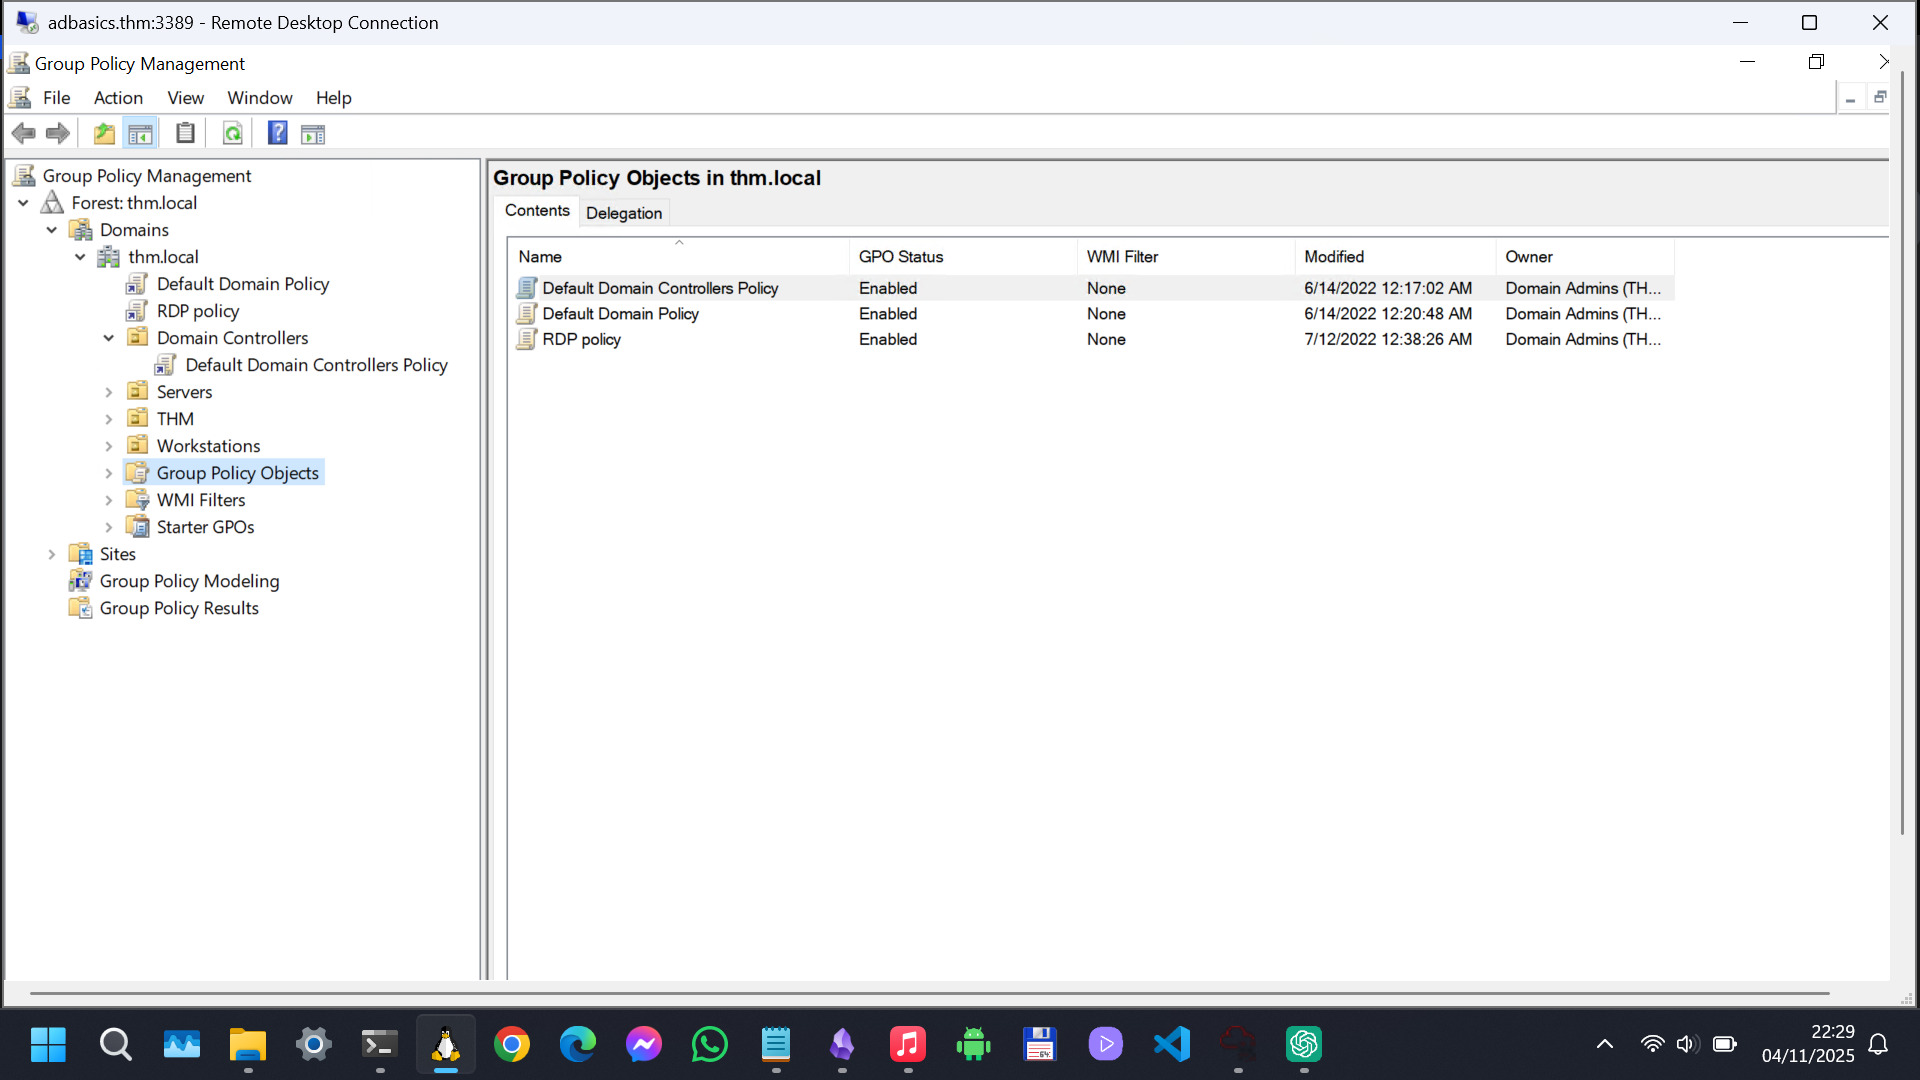 adbasics.thm:3389 - Remote Desktop Connection
Group Policy Management
File Action View Window Help
Group Policy Management
Forest: thm.local
Domains
thm.local
Default Domain Policy
RDP policy
Domain Controllers
Default Domain Controllers Policy
Servers
THM
Workstations
Group Policy Objects
WMI Filters
Starter GPOs
Sites
Group Policy Modeling
Group Policy Results
Group Policy Objects in thm.local
Contents Delegation
Name GPO Status WMI Filter Modified Owner
Default Domain Controllers Policy Enabled None 6/14/2022 12:17:02 AM Domain Admins (TH...
Default Domain Policy Enabled None 6/14/2022 12:20:48 AM Domain Admins (TH...
RDP policy Enabled None 7/12/2022 12:38:26 AM Domain Admins (TH...
64
22:29
04/11/2025